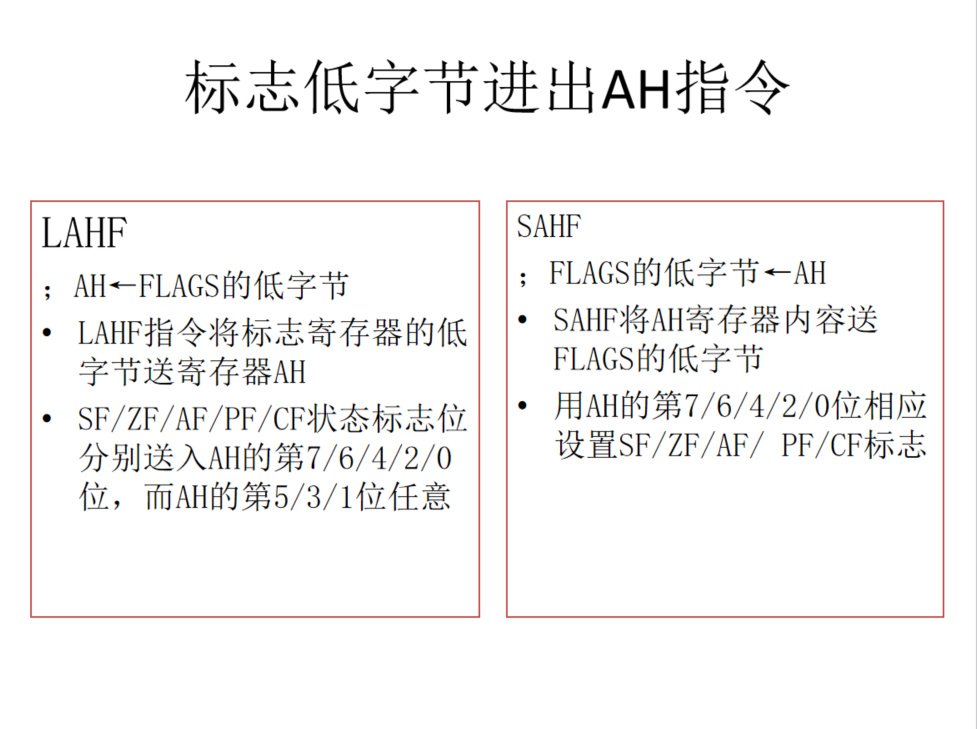 标志低字节进出AH指令
LAHF
；AH←FLAGS的低字节
• LAHF指令将标志寄存器的低
字节送寄存器AH
• SF/ZF/AF/PF/CF状态标志位
分别送入AH的第7/6/4/2/0
位，而AH的第5/3/1位任意
SAHF
；FLAGS的低字节←AH
• SAHF将AH寄存器内容送
FLAGS的低字节
• 用AH的第7/6/4/2/0位相应
设置SF/ZF/AF/ PF/CF标志